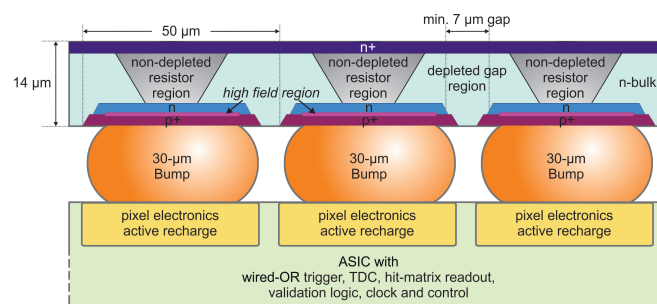 50 µm
min. 7 µm gap
n+
14 µm
non-depleted
resistor
region
non-depleted
resistor
region
depleted gap
region
non-depleted
resistor
region
n-bulk
high field region
n
n
n
p+
p+
p+
30-µm
Bump
30-µm
Bump
30-µm
Bump
pixel electronics
active recharge
pixel electronics
active recharge
pixel electronics
active recharge
ASIC with
wired-OR trigger, TDC, hit-matrix readout,
validation logic, clock and control